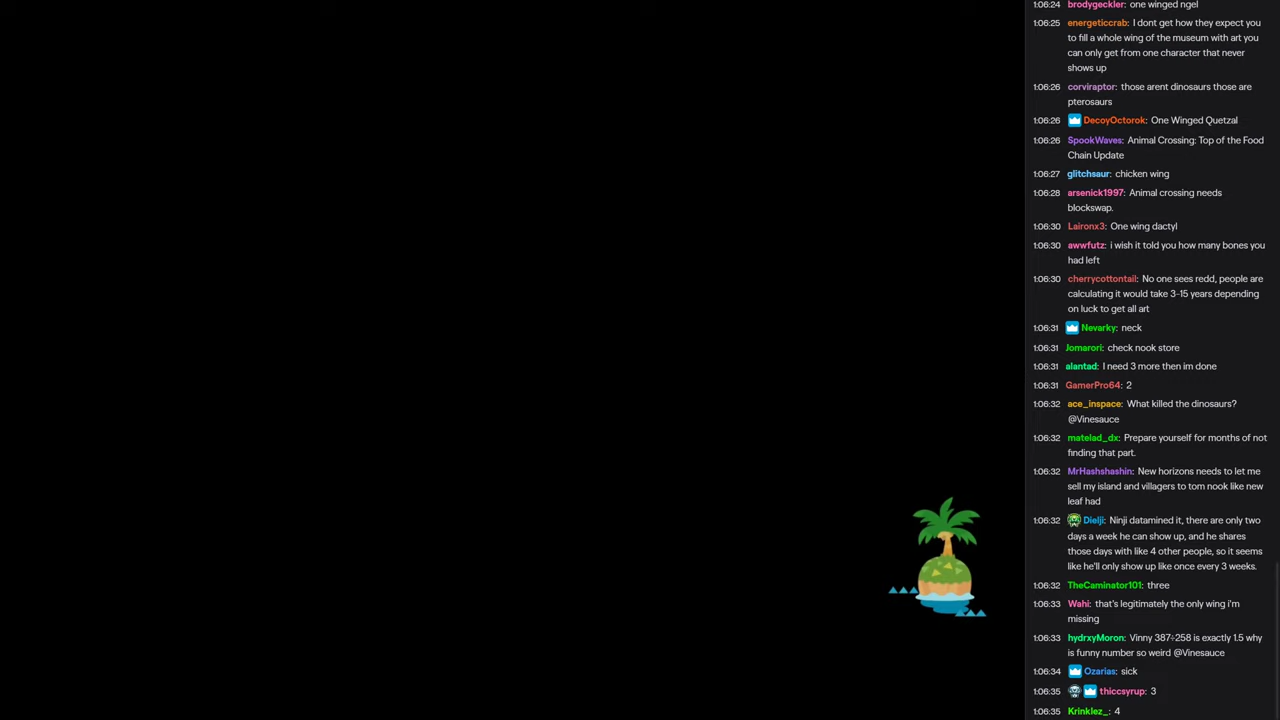 1:06:24 brodygeckler: one winged ngel
1:06:25 energeticcrab: I dont get how they expect you
to fill a whole wing of the museum with art you
can only get from one character that never
shows up
1:06:26 corviraptor: those arent dinosaurs those are
pterosaurs
1:06:26 DecoyOctorok: One Winged Quetzal
1:06:26 SpookWaves: Animal Crossing: Top of the Food
Chain Update
1:06:27 glitchsaur: chicken wing
1:06:28 arsenick1997: Animal crossing needs
blockswap.
1:06:30 Laironx3: One wing dactyl
1:06:30 awwfutz: i wish it told you how many bones you
had left
1:06:30 cherrycottontail: No one sees redd, people are
calculating it would take 3-15 years depending
on luck to get all art
1:06:31 Nevarky: neck
1:06:31 Jomarori: check nook store
1:06:31 alantad: I need 3 more then im done
1:06:31 GamerPro64: 2
1:06:32 ace_inspace: What killed the dinosaurs?
@Vinesauce
1:06:32 matelad_dx: Prepare yourself for months of not
finding that part.
1:06:32 MrHashshashin: New horizons needs to let me
sell my island and villagers to tom nook like new
leaf had
1:06:32 Dielji: Ninji datamined it, there are only two
days a week he can show up, and he shares
those days with like 4 other people, so it seems
like he'll only show up like once every 3 weeks.
1:06:32 TheCaminator101: three
1:06:33 Wahi: that's legitimately the only wing i'm
missing
1:06:33 hydrxyMoron: Vinny 387÷258 is exactly 1.5 why
is funny number so weird @Vinesauce
1:06:34 Ozarias: sick
1:06:35 thiccsyrup: 3
1:06:35 Krinklez_: 4